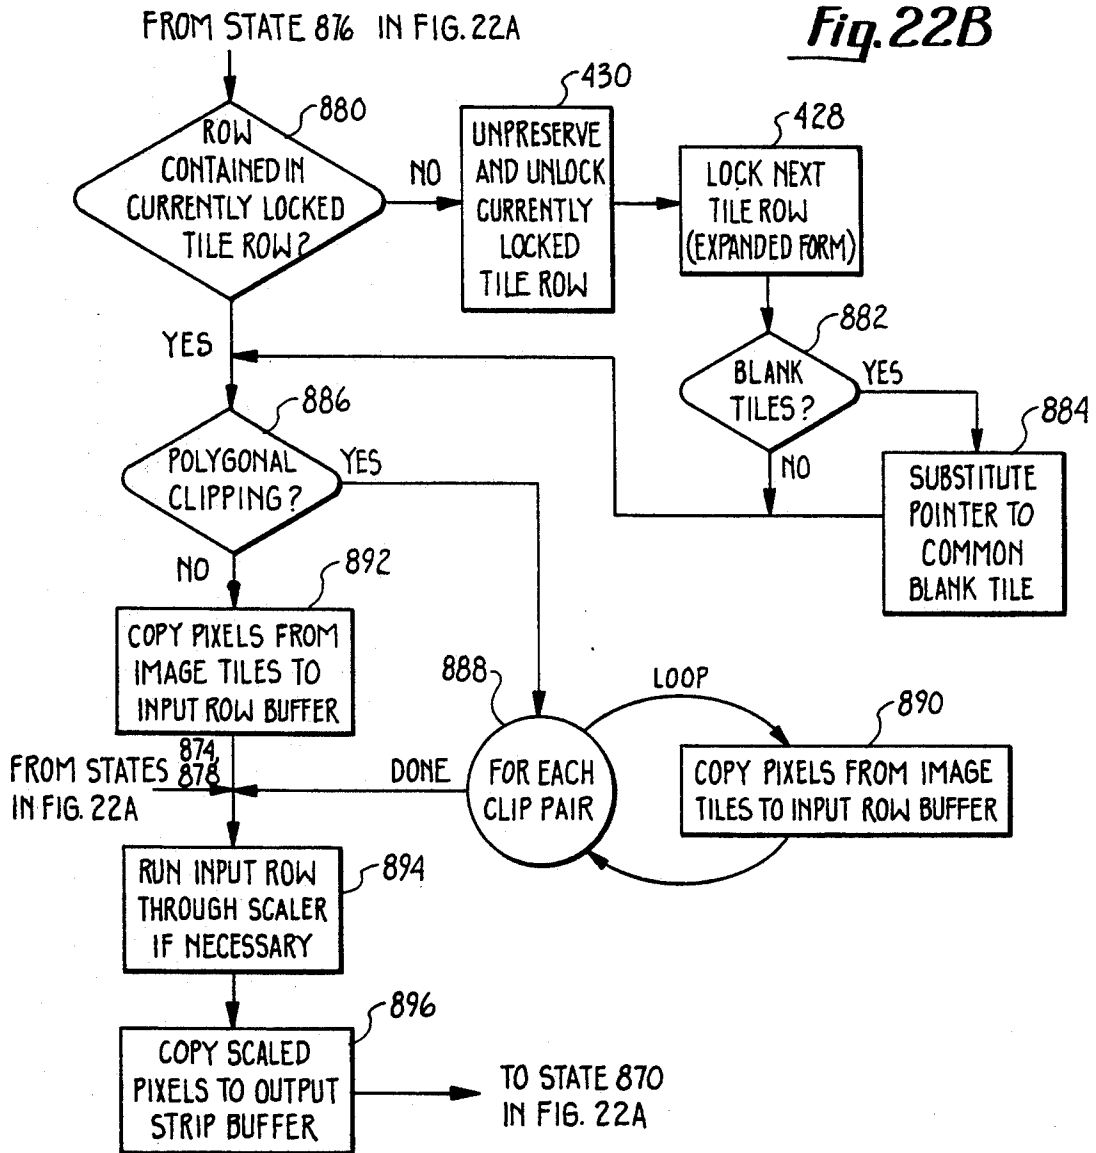 FROM STATE 876 IN FIG. 22A
Fig. 22B
880
ROW
CONTAINED IN
CURRENTLY LOCKED
TILE ROW?
NO
YES
430
UNPRESERVE
AND UNLOCK
CURRENTLY
LOCKED
TILE ROW
428
LOCK NEXT
TILE ROW
(EXPANDED FORM)
882
BLANK
TILES?
YES
NO
884
SUBSTITUTE
POINTER TO
COMMON
BLANK TILE
886
POLYGONAL
CLIPPING?
YES
NO
892
COPY PIXELS FROM
IMAGE TILES TO
INPUT ROW BUFFER
888
FOR EACH
CLIP PAIR
LOOP
DONE
890
COPY PIXELS FROM IMAGE
TILES TO INPUT ROW BUFFER
874,
FROM STATES 878
IN FIG. 22A
894
RUN INPUT ROW
THROUGH SCALER
IF NECESSARY
896
COPY SCALED
PIXELS TO OUTPUT
STRIP BUFFER
TO STATE 870
IN FIG. 22A